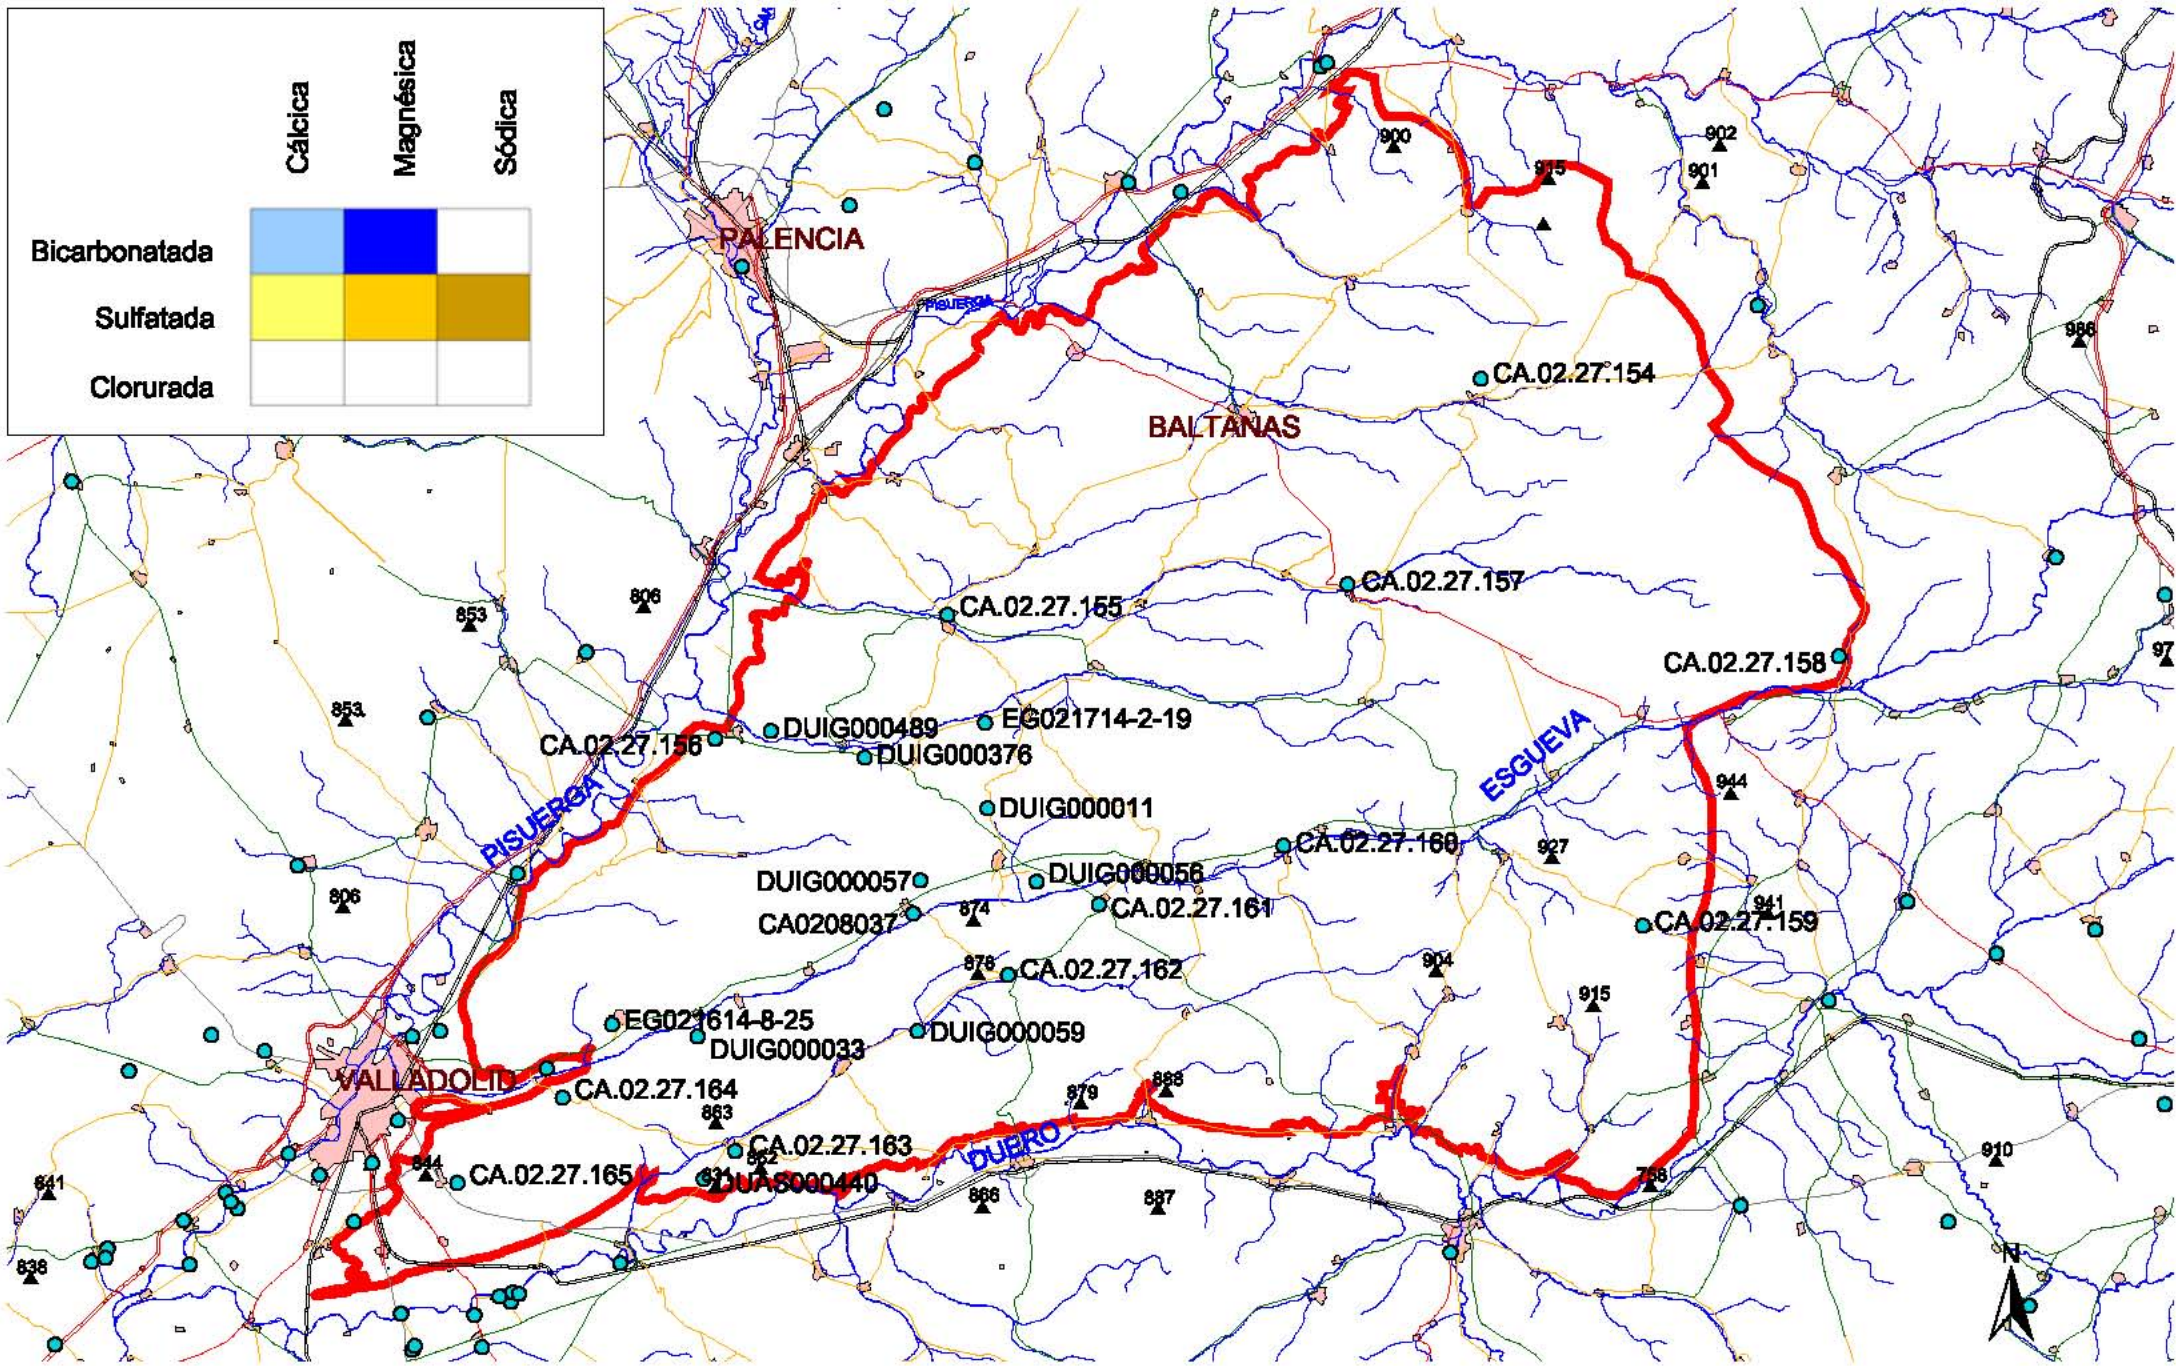 Cálcica
Magnésica
Sódica
Bicarbonatada
Sulfatada
Clorurada
900
902
915
901
PALENCIA
PISUERGA
986
CA.02.27.154
BALTANAS
CA.02.27.157
806
853
CA.02.27.155
CA.02.27.158
97
853
DUIG000489
EG021714-2-19
CA.02.27.156
DUIG000376
ESGUEVA
PISUERGA
944
DUIG000011
CA.02.27.160
927
DUIG000057
DUIG000056
806
CA0208037
874
CA.02.27.161
941
CA.02.27.159
878
CA.02.27.162
904
915
EG021614-8-25
DUIG000033
DUIG000059
VALLADOLID
CA.02.27.164
863
879
888
DUERO
CA.02.27.163
862
844
CA.02.27.165
DUAS000440
841
866
887
758
910
838
N